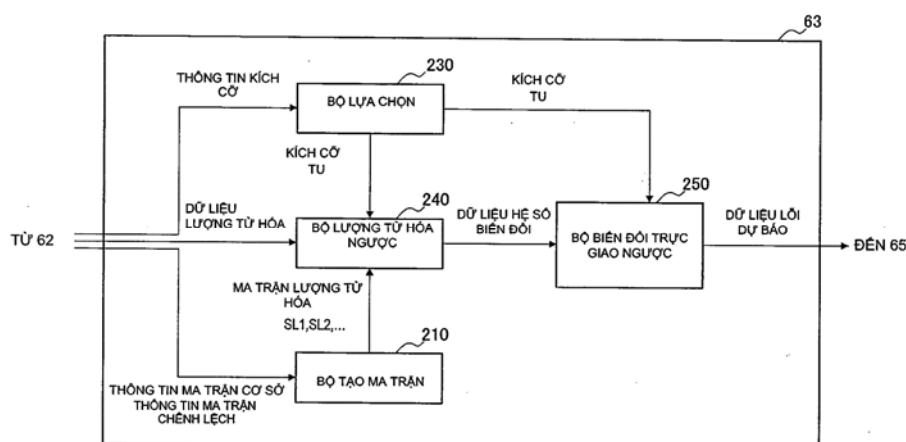 63
230
THÔNG TIN KÍCH
CỠ
BỘ LỰA CHỌN
KÍCH CỠ
TU
KÍCH CỠ
TU
240
250
DỮ LIỆU
LƯỢNG TỬ HÓA
TỪ 62
BỘ LƯỢNG TỬ HÓA
NGƯỢC
DỮ LIỆU HỆ SỐ
BIẾN ĐỔI
BỘ BIẾN ĐỔI TRỰC
GIAO NGƯỢC
DỮ LIỆU LỖI
DỰ BÁO
ĐẾN 65
MA TRẬN LƯỢNG TỬ
HÓA
SL1,SL2,...
210
BỘ TẠO MA TRẬN
THÔNG TIN MA TRẬN CƠ SỞ
THÔNG TIN MA TRẬN
CHÊNH LỆCH